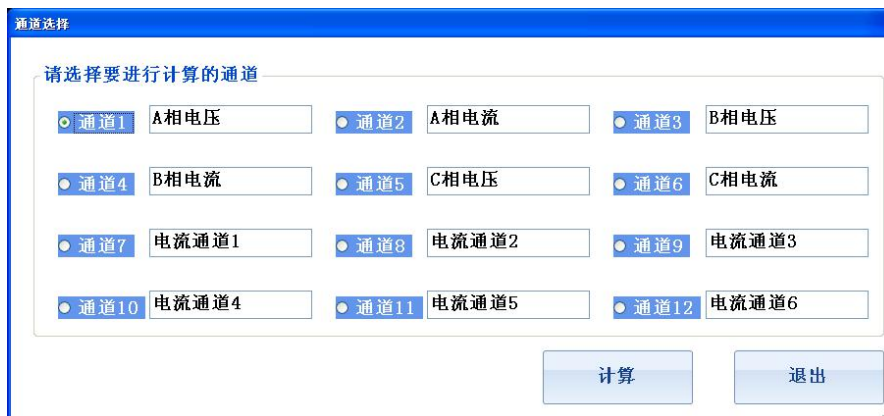 通道选择
请选择要进行计算的通道
通道1 A相电压 通道2 A相电流 通道3 B相电压
通道4 B相电流 通道5 C相电压 通道6 C相电流
通道7 电流通道1 通道8 电流通道2 通道9 电流通道3
通道10 电流通道4 通道11 电流通道5 通道12 电流通道6
计算 退出